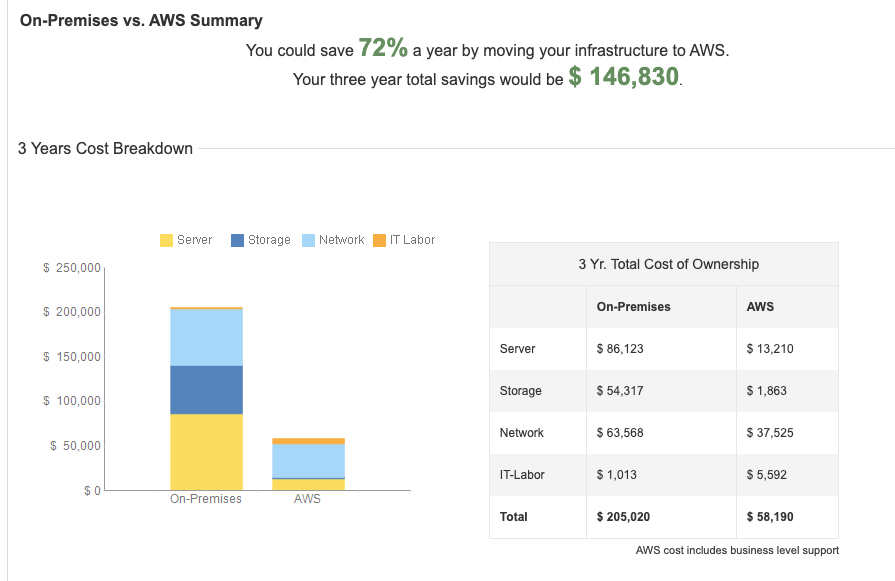 On-Premises vs. AWS Summary
You could save 72% a year by moving your infrastructure to AWS.
Your three year total savings would be $ 146,830.
3 Years Cost Breakdown
Server Storage Network IT Labor
$ 250,000
$ 200,000
$ 150,000
$ 100,000
$ 50,000
$ 0
On-Premises AWS
3 Yr. Total Cost of Ownership
On-Premises AWS
Server $ 86,123 $ 13,210
Storage $ 54,317 $ 1,863
Network $ 63,568 $ 37,525
IT-Labor $ 1,013 $ 5,592
Total $ 205,020 $ 58,190
AWS cost includes business level support